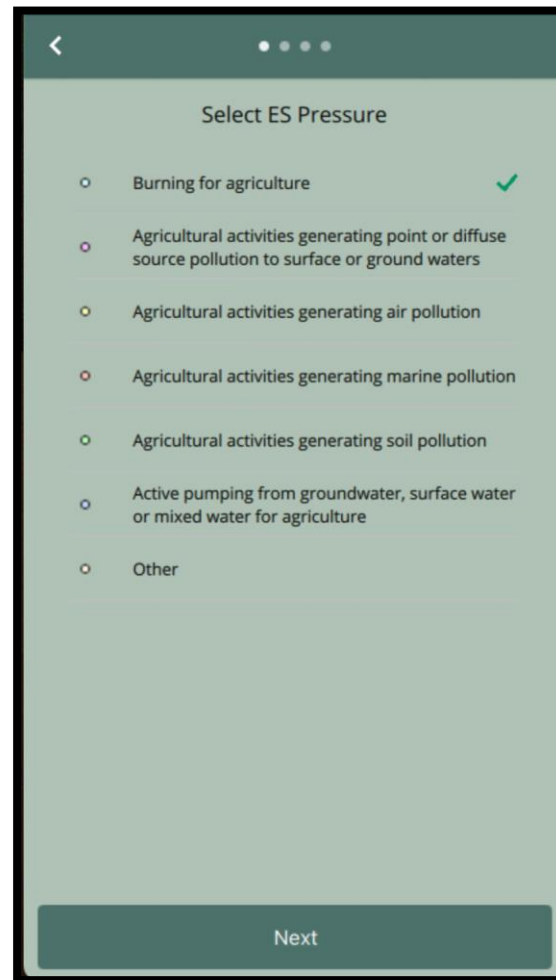 Select ES Pressure
Burning for agriculture
Agricultural activities generating point or diffuse
source pollution to surface or ground waters
Agricultural activities generating air pollution
Agricultural activities generating marine pollution
Agricultural activities generating soil pollution
Active pumping from groundwater, surface water
or mixed water for agriculture
Other
Next